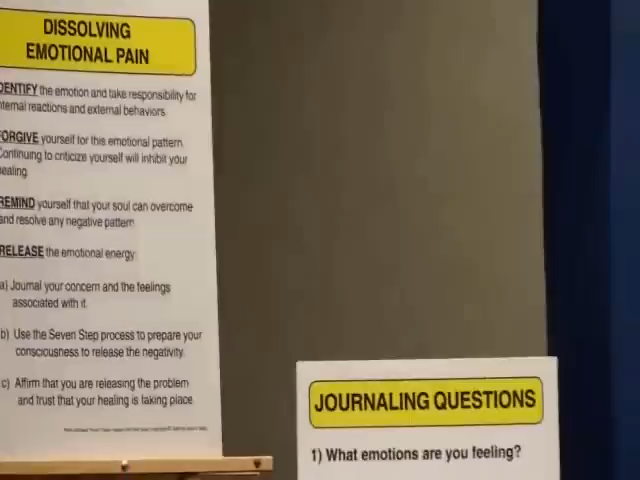 DISSOLVING
EMOTIONAL PAIN
DENTIFY the emotion and take responsibility for
nternal reactions and external behaviors.
FORGIVE yourself for this emotional pattern.
Continuing to criticize yourself will inhibit your
healing.
REMIND yourself that your soul can overcome
and resolve any negative pattern.
RELEASE the emotional energy:
a) Journal your concern and the feelings
associated with it.
b) Use the Seven Step process to prepare your
consciousness to release the negativity.
c) Affirm that you are releasing the problem
and trust that your healing is taking place.
JOURNALING QUESTIONS
1) What emotions are you feeling?